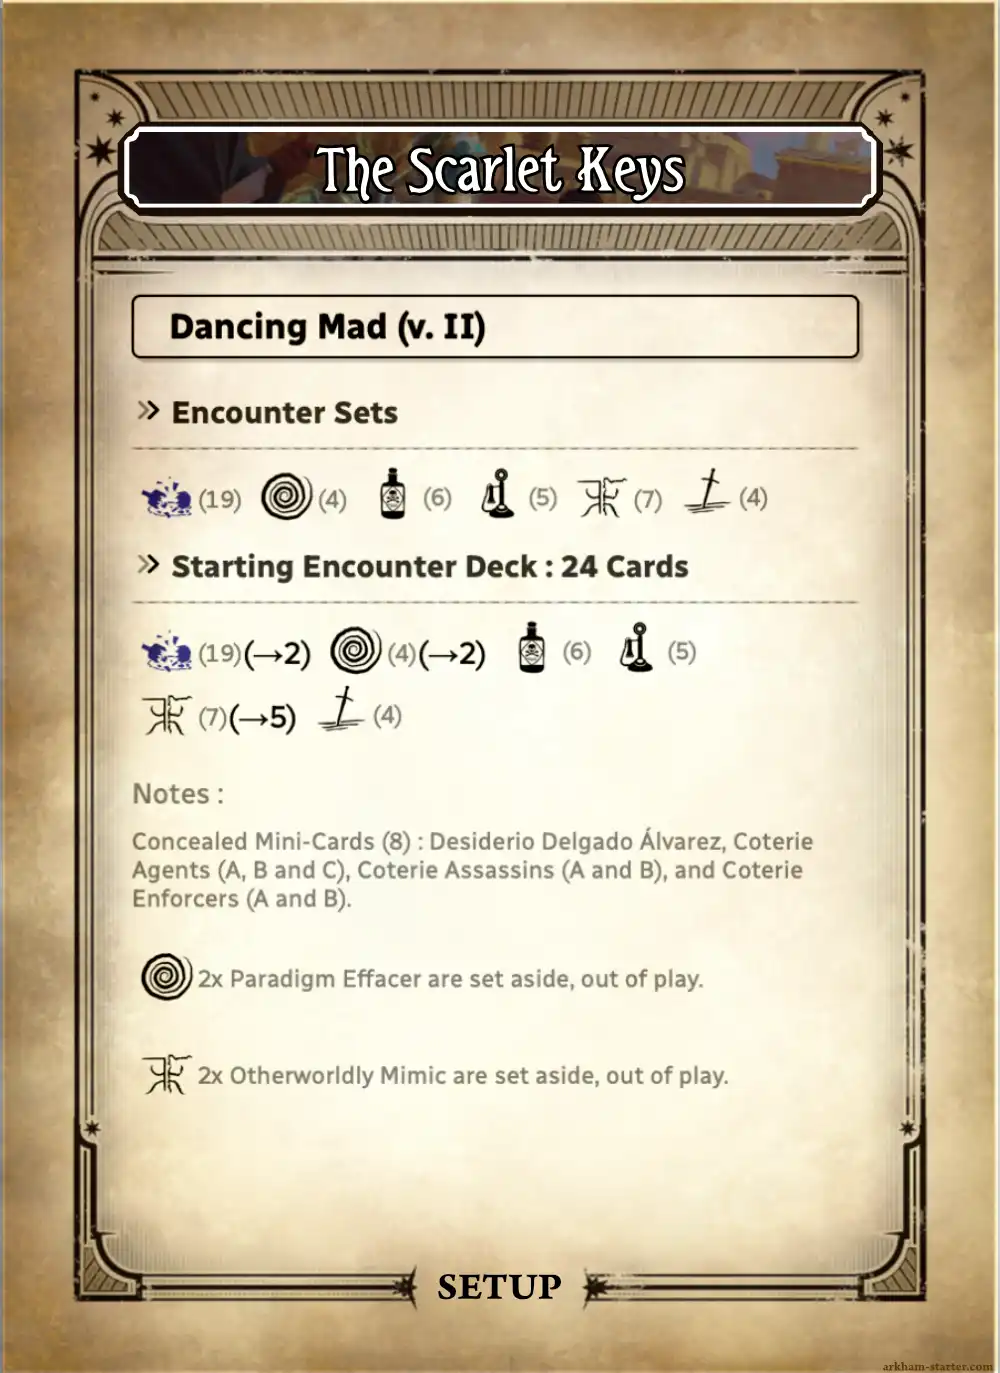 The Scarlet Keys
Dancing Mad (v. II)
» Encounter Sets
(19) (4) (6) (5) (7) (4)
» Starting Encounter Deck : 24 Cards
(19)(→2) (4)(→2) (6) (5)
(7)(→5) (4)
Notes :
Concealed Mini-Cards (8) : Desiderio Delgado Álvarez, Coterie
Agents (A, B and C), Coterie Assassins (A and B), and Coterie
Enforcers (A and B).
2x Paradigm Effacer are set aside, out of play.
2x Otherworldly Mimic are set aside, out of play.
SETUP
arkham-starter.com